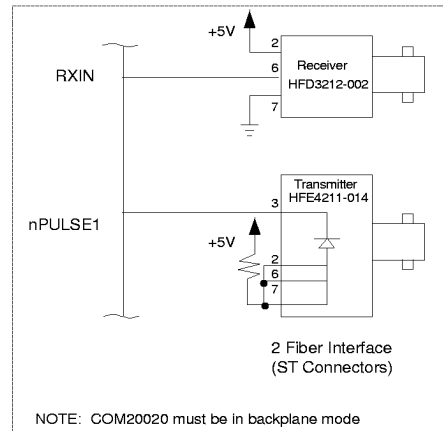 +5V
2
Receiver
HFD3212-002
RXIN
6
7
Transmitter
HFE4211-014
3
nPULSE1
+5V
2
6
7
2 Fiber Interface
(ST Connectors)
NOTE: COM20020 must be in backplane mode